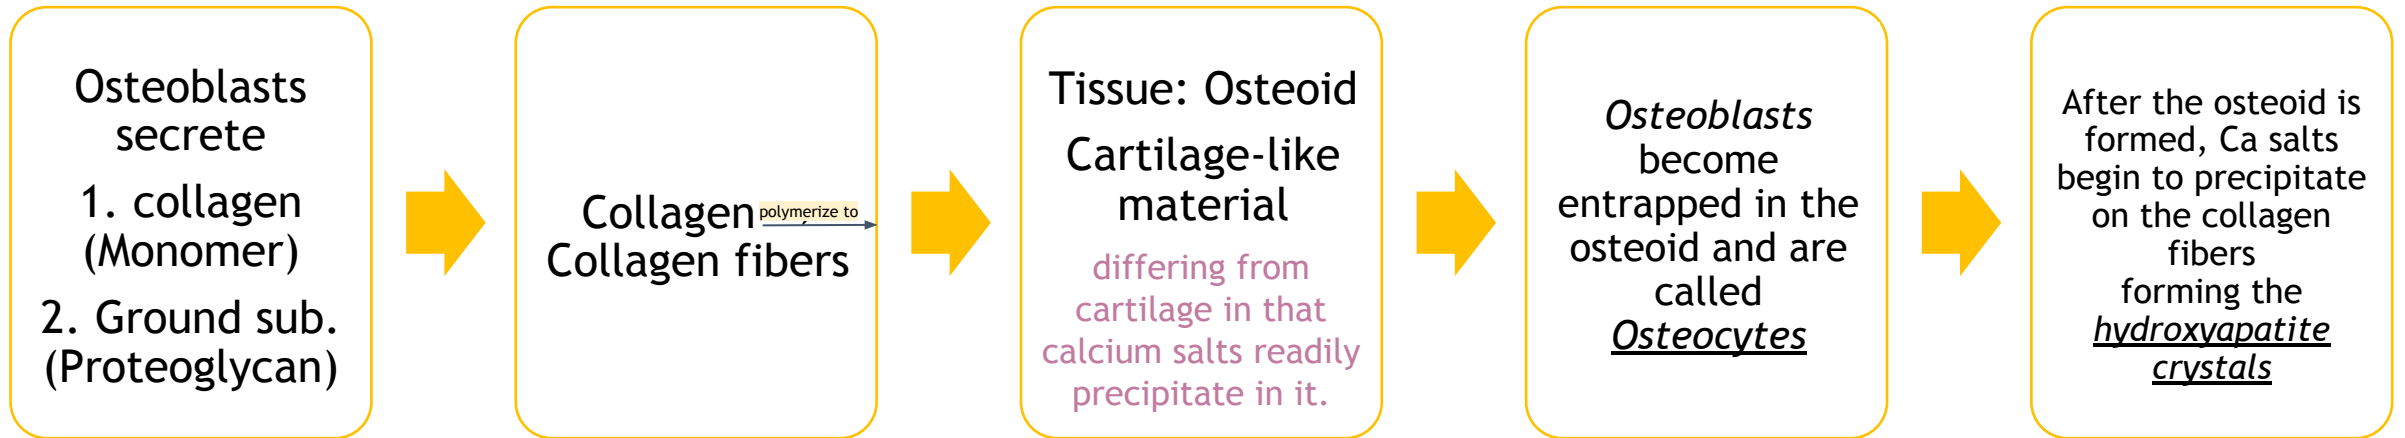 Osteoblasts
secrete
1. collagen
(Monomer)
2. Ground sub.
(Proteoglycan)
Collagen polymerize to
Collagen fibers
Tissue: Osteoid
Cartilage-like
material
differing from
cartilage in that
calcium salts readily
precipitate in it.
Osteoblasts
become
entrapped in the
osteoid and are
called
Osteocytes
After the osteoid is
formed, Ca salts
begin to precipitate
on the collagen
fibers
forming the
hydroxyapatite
crystals